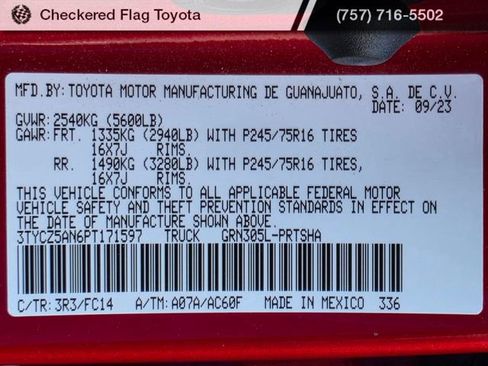 Checkered Flag Toyota (757) 716-5502
MFD.BY:TOYOTA MOTOR MANUFACTURING DE GUANAJUATO, S.A. DE C.V.
DATE: 09/23
GVWR:2540KG (5600LB)
GAWR:FRT. 1335KG (2940LB) WITH P245/75R16 TIRES
16X7J RIMS.
RR. 1490KG (3280LB) WITH P245/75R16 TIRES,
16X7J RIMS.
THIS VEHICLE CONFORMS TO ALL APPLICABLE FEDERAL MOTOR
VEHICLE SAFETY AND THEFT PREVENTION STANDARDS IN EFFECT ON
THE DATE OF MANUFACTURE SHOWN ABOVE.
3TYCZ5AN6PT171597 TRUCK GRN305L-PRTSHA
C/TR:3R3/FC14 A/TM:A07A/AC60F MADE IN MEXICO 336